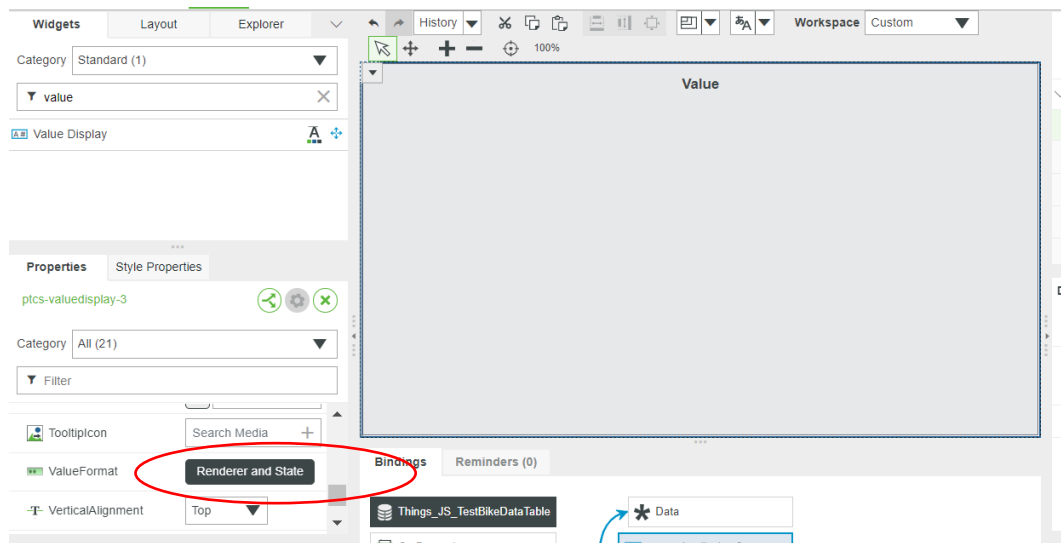 Widgets Layout Explorer
History 100% Workspace Custom
Category Standard (1)
value
Value Display
Value
Properties Style Properties
ptcs-valuedisplay-3
Category All (21)
Filter
TooltipIcon Search Media
ValueFormat Renderer and State
VerticalAlignment Top
Bindings Reminders (0)
Things_JS_TestBikeDataTable Data